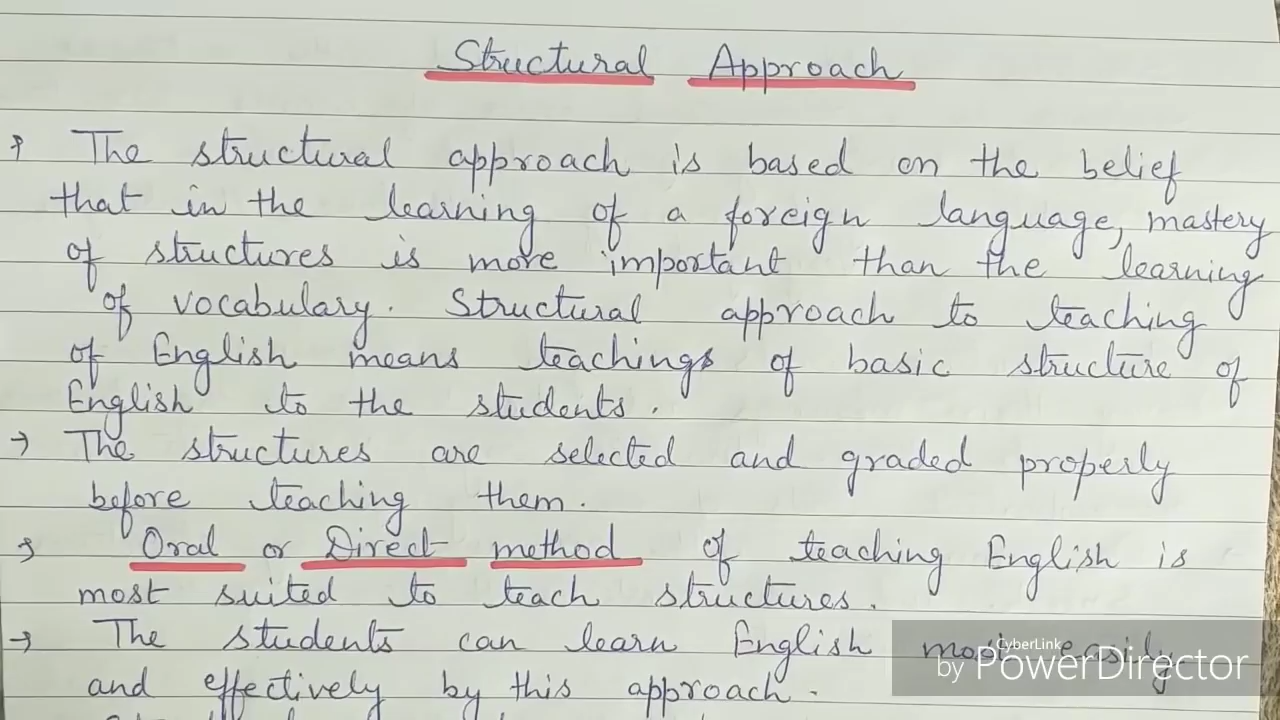 Structural Approach
→ The structural approach is based on the belief
that in the learning of a foreign language, mastery
of structures is more important than the learning
of vocabulary. Structural approach to teaching
of English means teachings of basic structure of
English to the students.
→ The structures are selected and graded properly
before teaching them.
→ Oral or Direct method of teaching English is
most suited to teach structures.
→ The students can learn English most easily
and effectively by this approach.
CyberLink
by PowerDirector